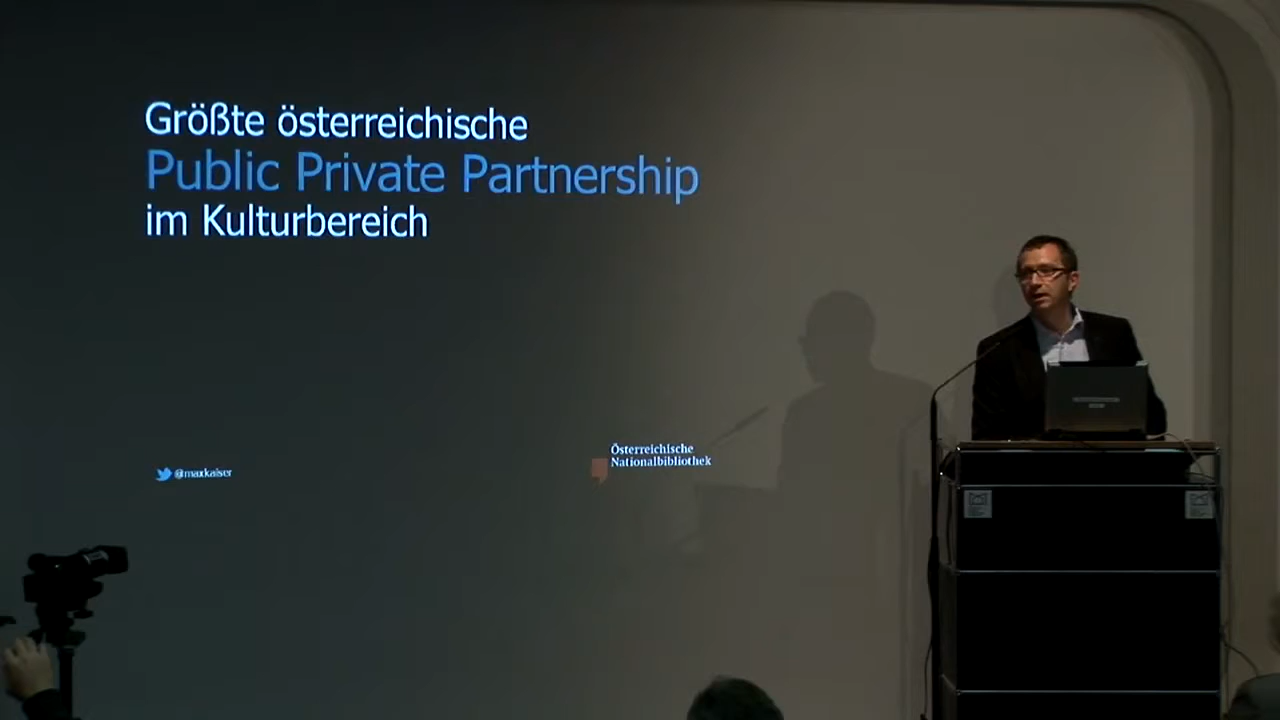 Größte österreichische
Public Private Partnership
im Kulturbereich
@maxkaiser
Österreichische
Nationalbibliothek